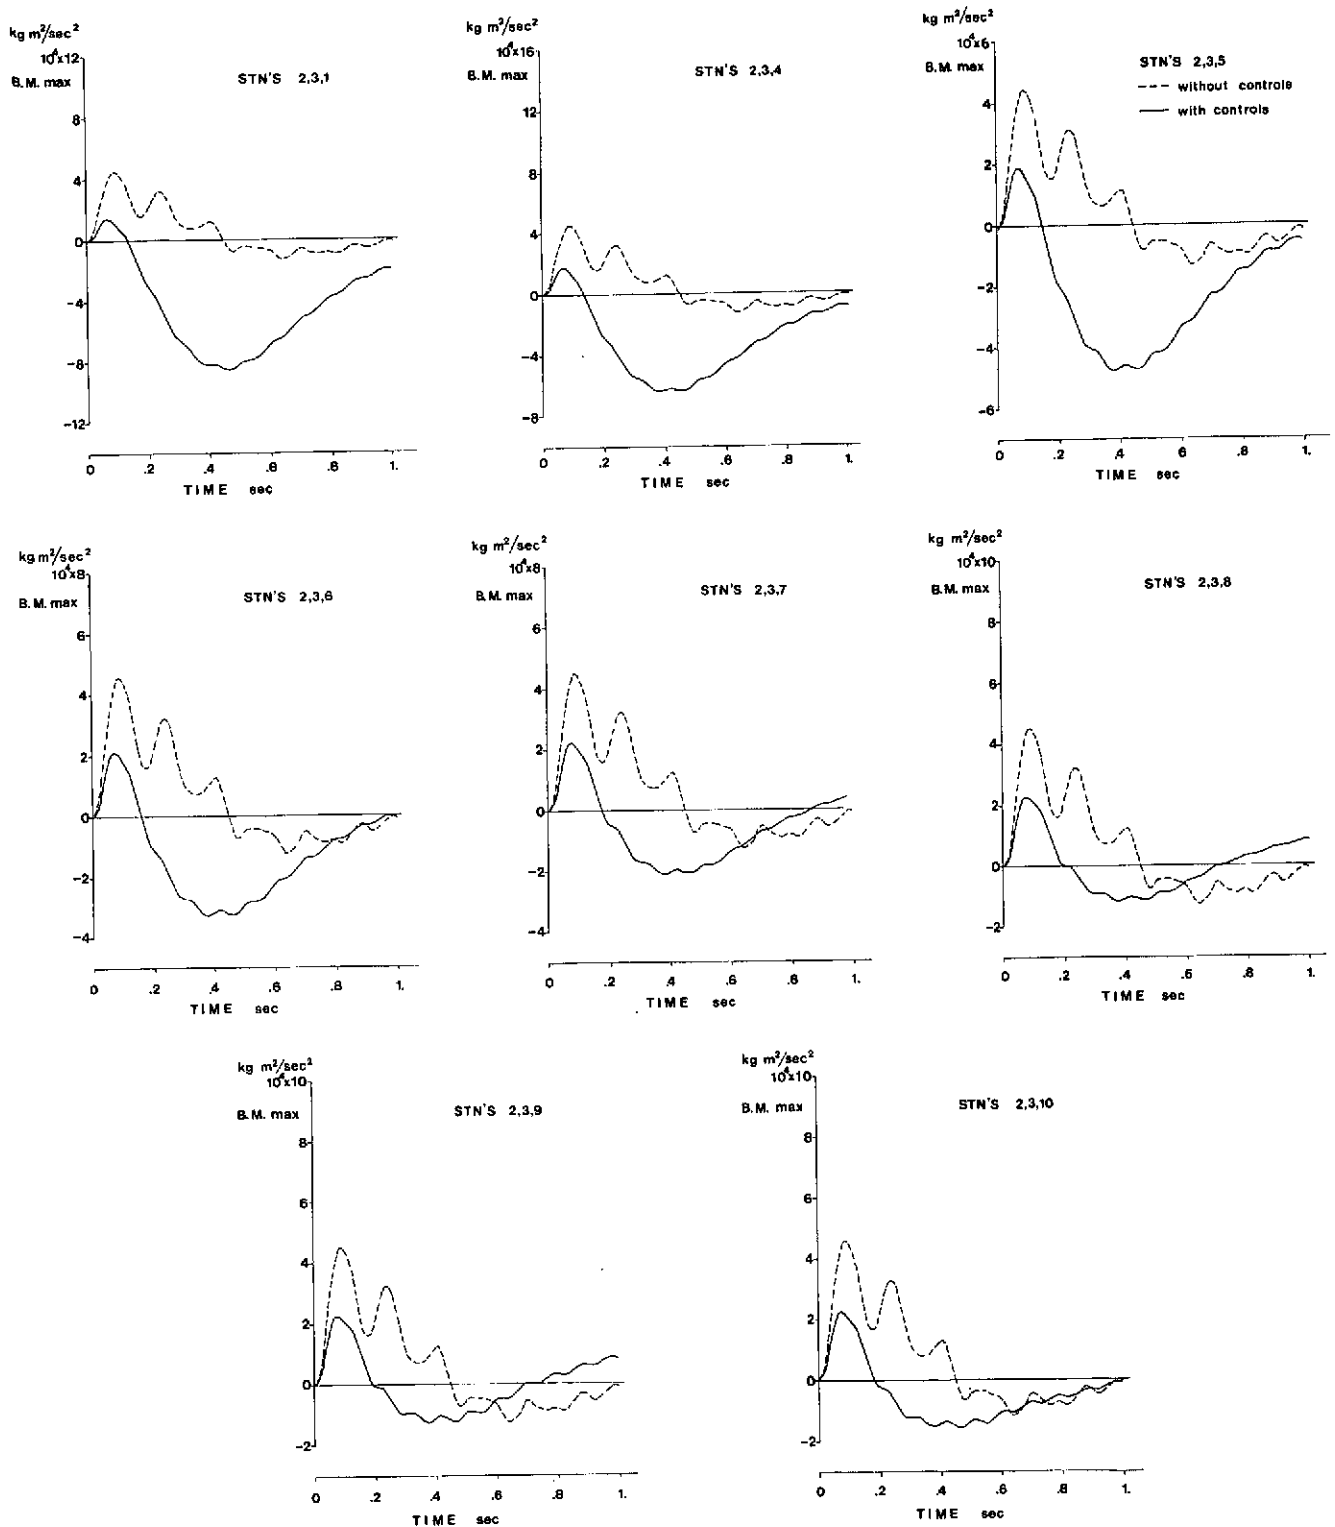 kg m²/sec²
10⁴x12
B.M. max
STN'S 2,3,1
8
4
0
-4
-8
-12
0 .2 .4 .6 .8 1.
TIME sec
kg m²/sec²
10⁴x16
B.M. max
STN'S 2,3,4
12
8
4
0
-4
-8
0 .2 .4 .6 .8 1.
TIME sec
kg m²/sec²
10⁴x6
B.M. max
STN'S 2,3,5
--- without controls
— with controls
4
2
0
-2
-4
-6
0 .2 .4 6 .8 1.
TIME sec
kg m²/sec²
10⁴x8
B.M. max
STN'S 2,3,6
6
4
2
0
-2
-4
0 .2 .4 .6 .8 1.
TIME sec
kg m²/sec²
10⁴x8
B.M. max
STN'S 2,3,7
6
4
2
0
-2
-4
0 .2 .4 .6 .8 1.
TIME sec
kg m²/sec²
10⁴x10
B.M. max
STN'S 2,3,8
8
6
4
2
0
-2
0 .2 .4 .6 .8 1.
TIME sec
kg m²/sec²
10⁴x10
B.M. max
STN'S 2,3,9
8
6
4
2
0
-2
0 .2 .4 .6 .8 1.
TIME sec
kg m²/sec²
10⁴x10
B.M. max
STN'S 2,3,10
8
6
4
2
0
-2
0 .2 .4 .6 .8 1.
TIME sec